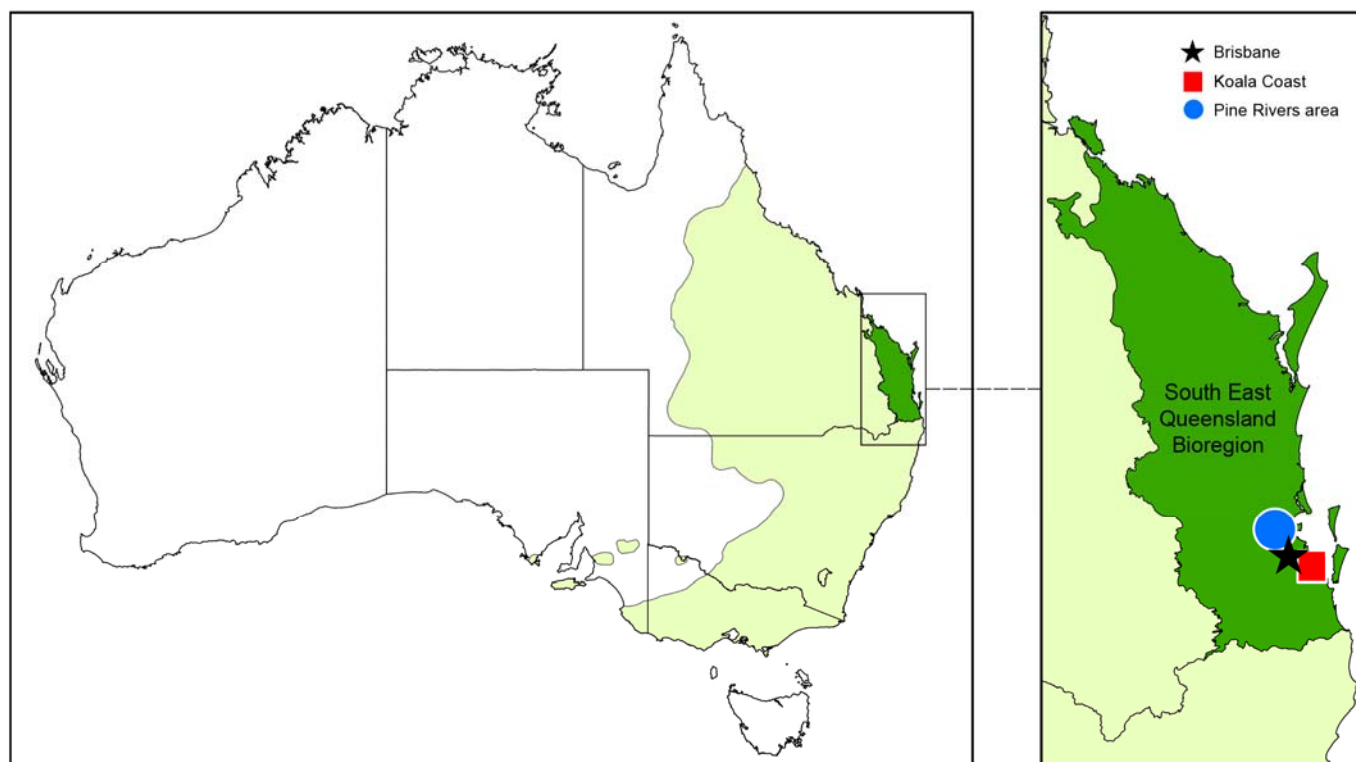 Brisbane
Koala Coast
Pine Rivers area
South East
Queensland
Bioregion